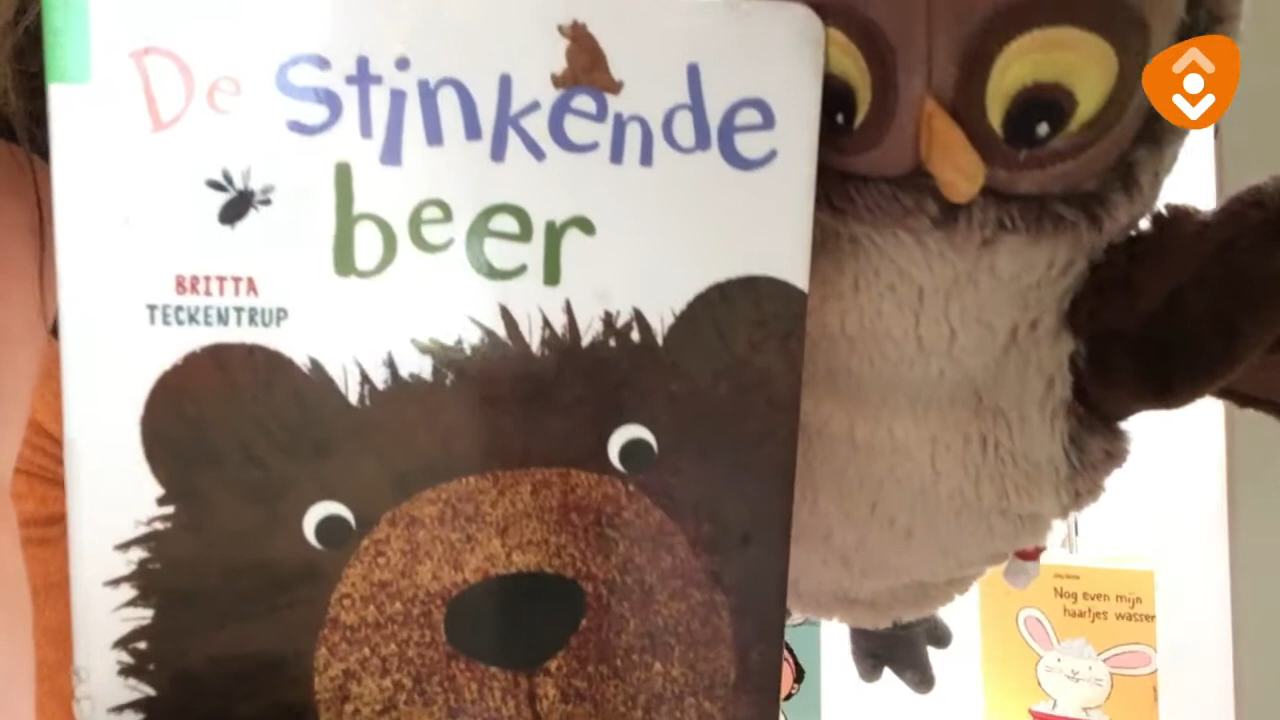 De Stinkende
beer
BRITTA
TECKENTRUP
Nog even mijn
haartjes wassen